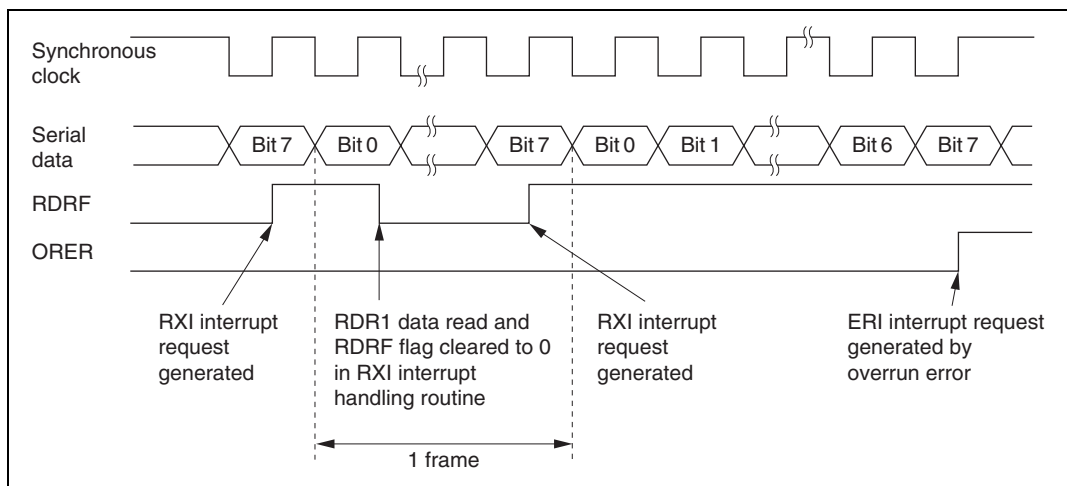 Synchronous
clock
Serial
data
Bit 7
Bit 0
Bit 7
Bit 0
Bit 1
Bit 6
Bit 7
RDRF
ORER
RXI interrupt
request
generated
RDR1 data read and
RDRF flag cleared to 0
in RXI interrupt
handling routine
RXI interrupt
request
generated
ERI interrupt request
generated by
overrun error
1 frame